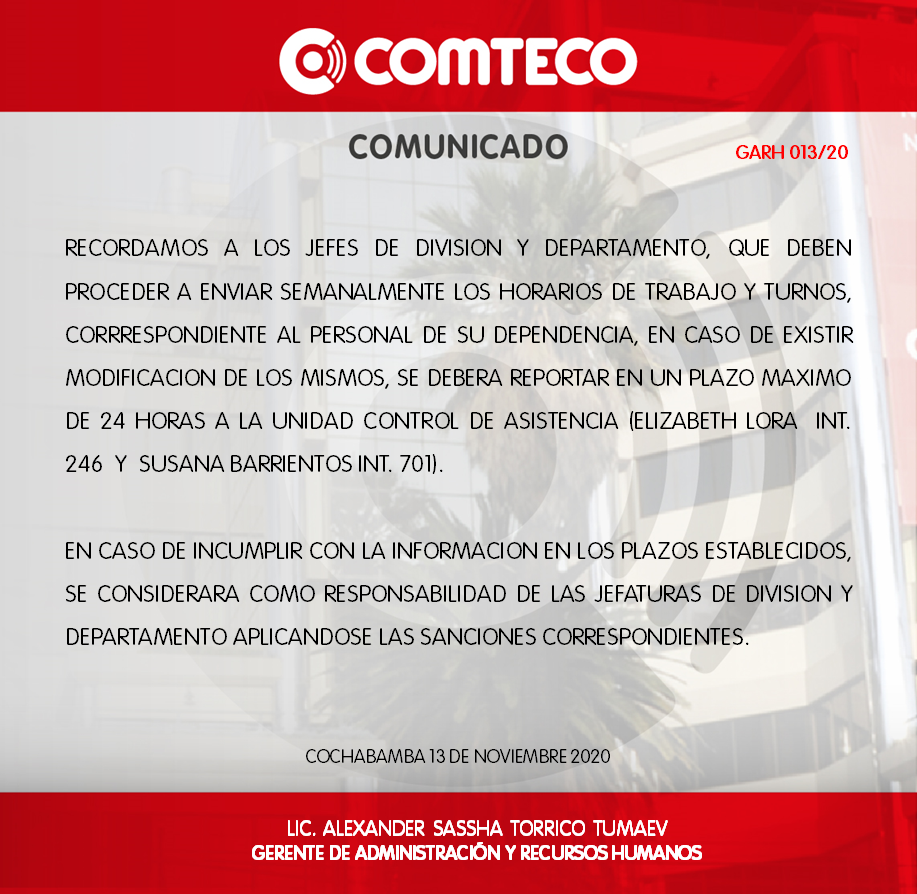 COMTECO
COMUNICADO
GARH 013/20
RECORDAMOS A LOS JEFES DE DIVISION Y DEPARTAMENTO, QUE DEBEN
PROCEDER A ENVIAR SEMANALMENTE LOS HORARIOS DE TRABAJO Y TURNOS,
CORRRESPONDIENTE AL PERSONAL DE SU DEPENDENCIA, EN CASO DE EXISTIR
MODIFICACION DE LOS MISMOS, SE DEBERA REPORTAR EN UN PLAZO MAXIMO
DE 24 HORAS A LA UNIDAD CONTROL DE ASISTENCIA (ELIZABETH LORA INT.
246 Y SUSANA BARRIENTOS INT. 701).
EN CASO DE INCUMPLIR CON LA INFORMACION EN LOS PLAZOS ESTABLECIDOS,
SE CONSIDERARA COMO RESPONSABILIDAD DE LAS JEFATURAS DE DIVISION Y
DEPARTAMENTO APLICANDOSE LAS SANCIONES CORRESPONDIENTES.
COCHABAMBA 13 DE NOVIEMBRE 2020
LIC. ALEXANDER SASSHA TORRICO TUMAEV
GERENTE DE ADMINISTRACIÓN Y RECURSOS HUMANOS